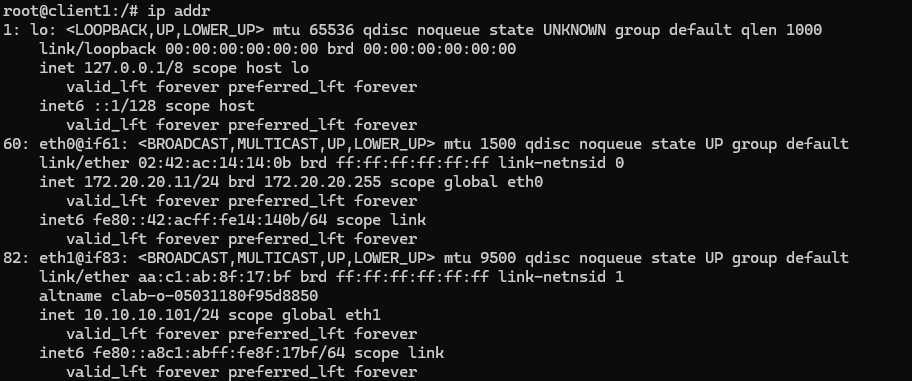 root@client1:/# ip addr
1: lo: <LOOPBACK,UP,LOWER_UP> mtu 65536 qdisc noqueue state UNKNOWN group default qlen 1000
    link/loopback 00:00:00:00:00:00 brd 00:00:00:00:00:00
    inet 127.0.0.1/8 scope host lo
       valid_lft forever preferred_lft forever
    inet6 ::1/128 scope host
       valid_lft forever preferred_lft forever
60: eth0@if61: <BROADCAST,MULTICAST,UP,LOWER_UP> mtu 1500 qdisc noqueue state UP group default
    link/ether 02:42:ac:14:14:0b brd ff:ff:ff:ff:ff:ff link-netnsid 0
    inet 172.20.20.11/24 brd 172.20.20.255 scope global eth0
       valid_lft forever preferred_lft forever
    inet6 fe80::42:acff:fe14:140b/64 scope link
       valid_lft forever preferred_lft forever
82: eth1@if83: <BROADCAST,MULTICAST,UP,LOWER_UP> mtu 9500 qdisc noqueue state UP group default
    link/ether aa:c1:ab:8f:17:bf brd ff:ff:ff:ff:ff:ff link-netnsid 1
    altname clab-o-05031180f95d8850
    inet 10.10.10.101/24 scope global eth1
       valid_lft forever preferred_lft forever
    inet6 fe80::a8c1:abff:fe8f:17bf/64 scope link
       valid_lft forever preferred_lft forever